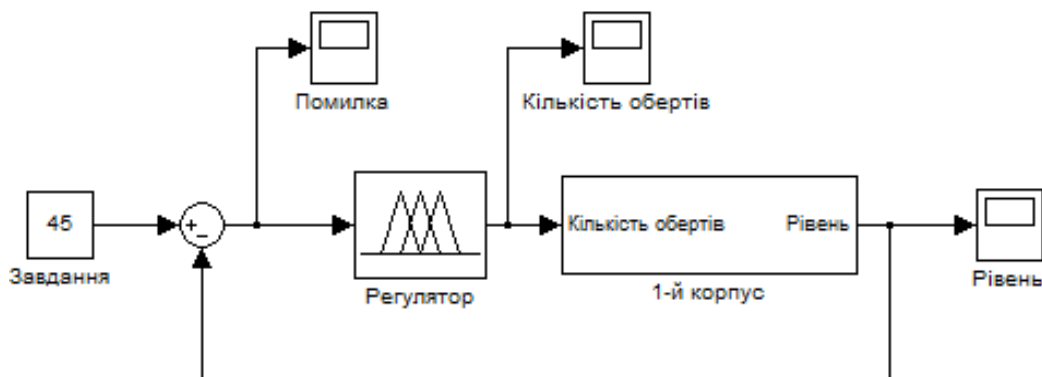 Помилка
Кількість обертів
45
Завдання
+
−
Регулятор
Кількість обертів
Рівень
1-й корпус
Рівень